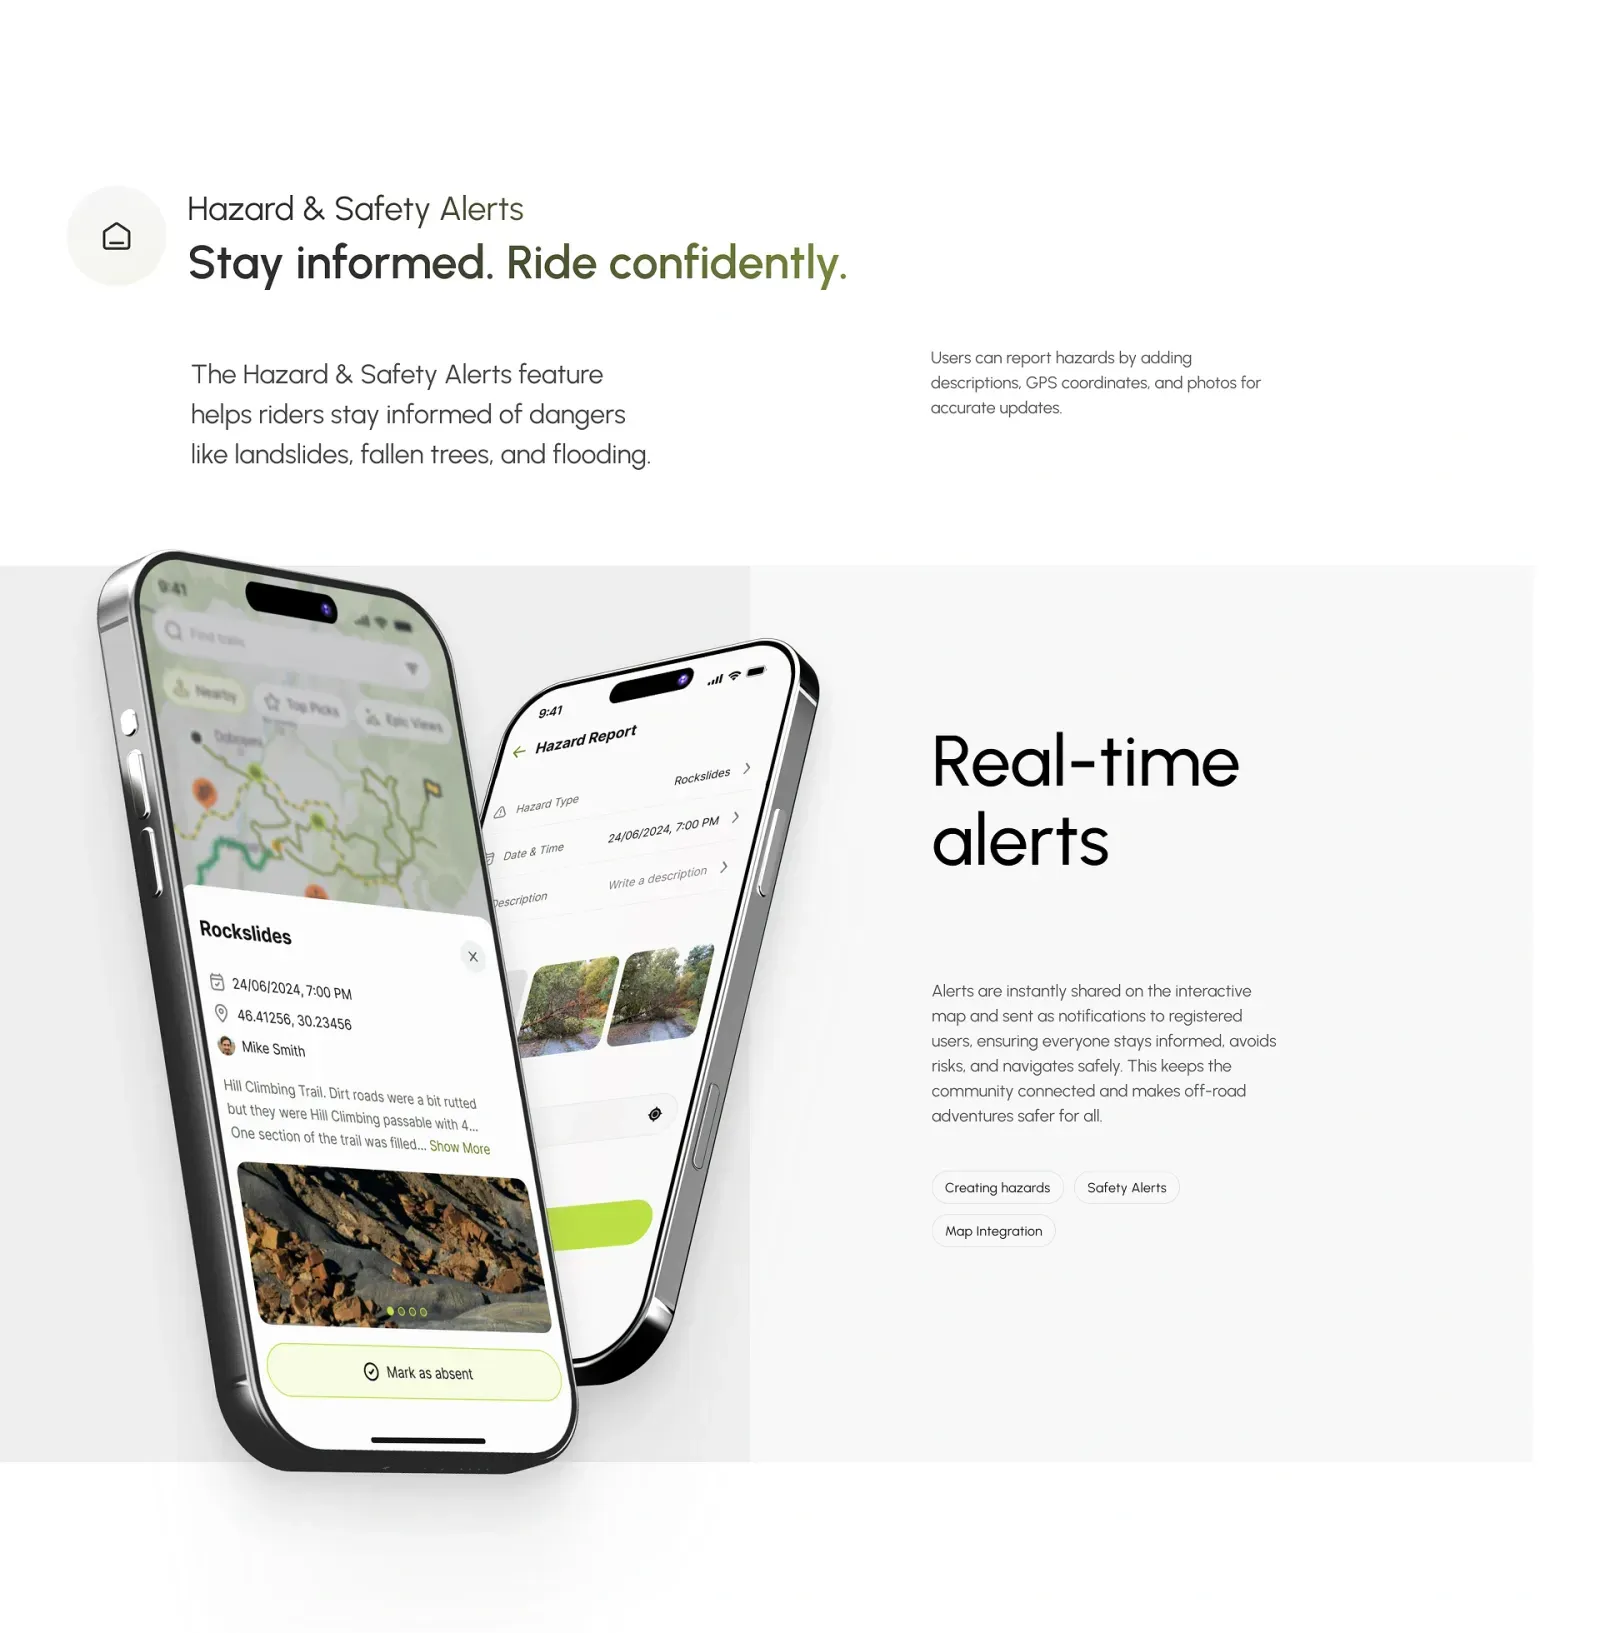 Hazard & Safety Alerts
Stay informed. Ride confidently.
The Hazard & Safety Alerts feature
helps riders stay informed of dangers
like landslides, fallen trees, and flooding.
Users can report hazards by adding
descriptions, GPS coordinates, and photos for
accurate updates.
9:41
Find trails
Nearby
Top Picks
Epic Views
Rockslides
X
24/06/2024, 7:00 PM
46.41256, 30.23456
Mike Smith
Hill Climbing Trail. Dirt roads were a bit rutted
but they were Hill Climbing passable with 4...
One section of the trail was filled... Show More
Mark as absent
9:41
Hazard Report
Hazard Type
Rockslides
Date & Time
24/06/2024, 7:00 PM
Description
Write a description
Real-time
alerts
Alerts are instantly shared on the interactive
map and sent as notifications to registered
users, ensuring everyone stays informed, avoids
risks, and navigates safely. This keeps the
community connected and makes off-road
adventures safer for all.
Creating hazards
Safety Alerts
Map Integration